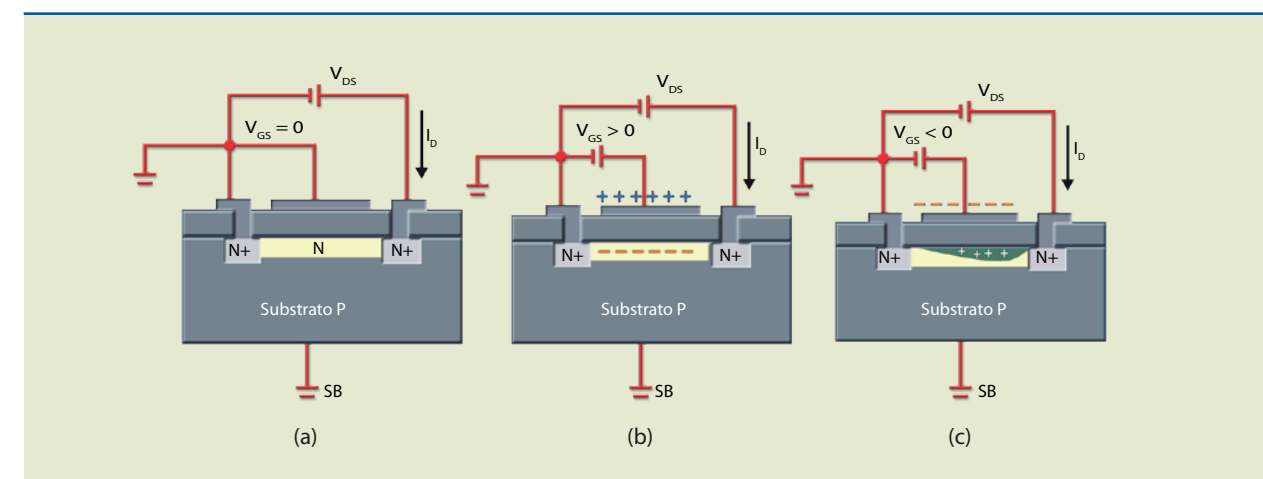 V_DS
V_GS = 0
I_D
N+ N N+
Substrato P
SB
(a)
V_DS
V_GS > 0
I_D
++++++
N+ − − − − − − − N+
Substrato P
SB
(b)
V_DS
V_GS < 0
I_D
− − − − − − − −
N+ + + + + + N+
Substrato P
SB
(c)